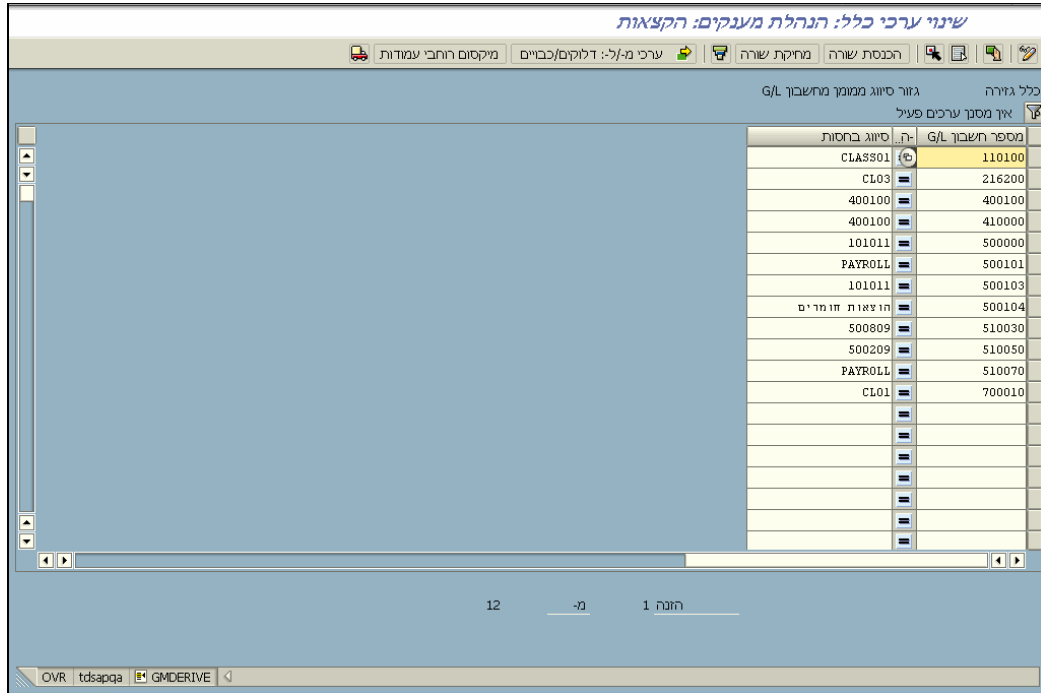 שינוי ערכי כלל: הנהלת מענקים: הקצאות
הכנסת שורה מחיקת שורה ערכי מ-/ל-: דלוקים/כבויים מיקסום רוחבי עמודות
כלל גזירה גזור סיווג ממומן מחשבון G/L
אין מסנן ערכים פעיל
מספר חשבון G/L ה..- סיווג בחסות
110100 CLASS01
216200 = CL03
400100 = 400100
410000 = 400100
500000 = 101011
500101 = PAYROLL
500103 = 101011
500104 = הוצאות חומרים
510030 = 500809
510050 = 500209
510070 = PAYROLL
700010 = CL01
=
=
=
=
=
=
=
הזנה 1 מ- 12
OVR tdsapqa GMDERIVE